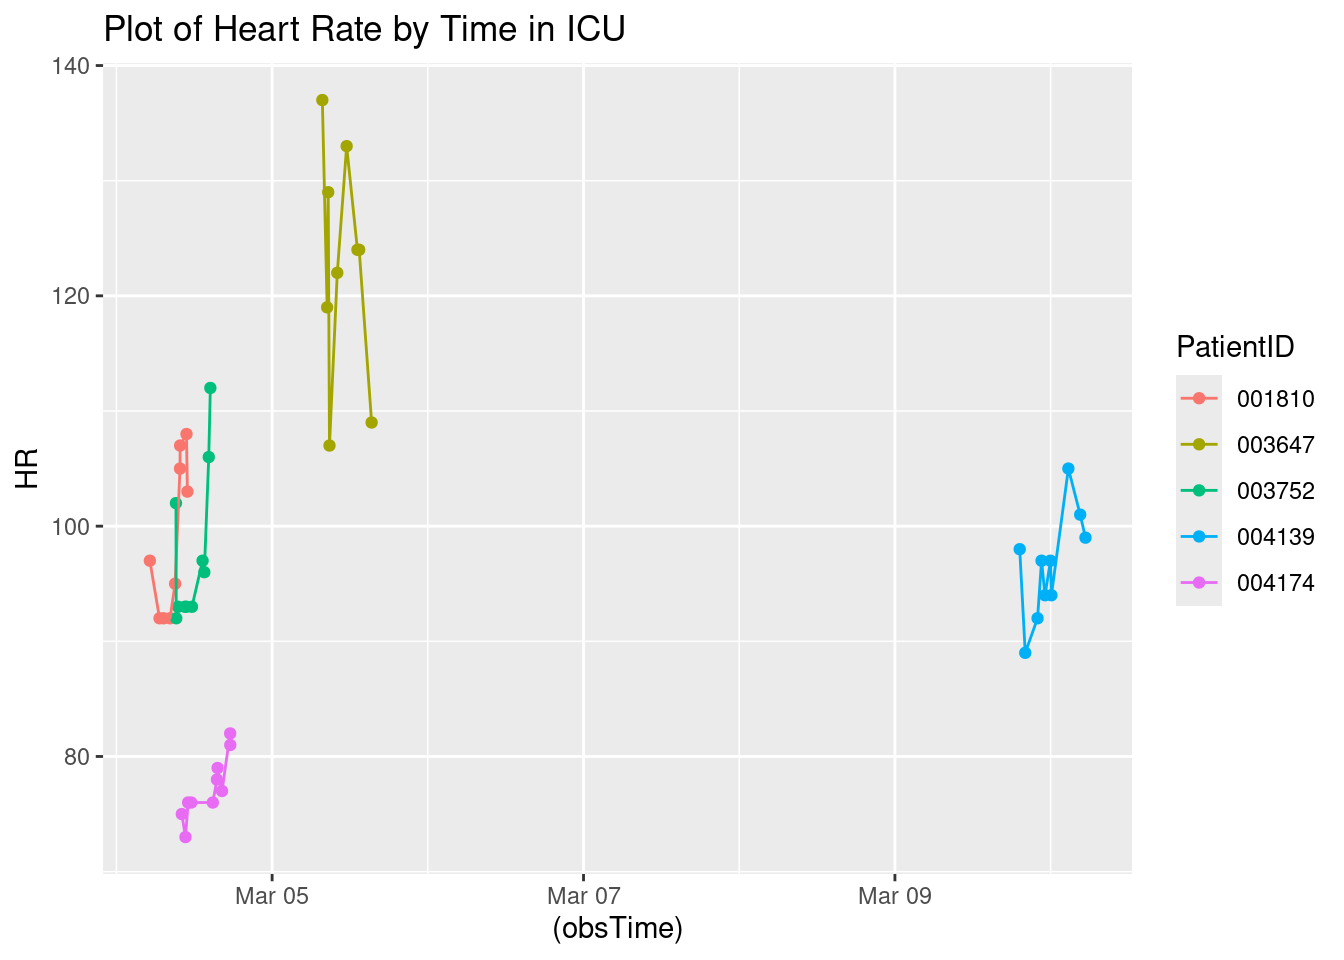 Plot of Heart Rate by Time in ICU
140
120
100
80
HR
Mar 05
Mar 07
Mar 09
(obsTime)
PatientID
001810
003647
003752
004139
004174